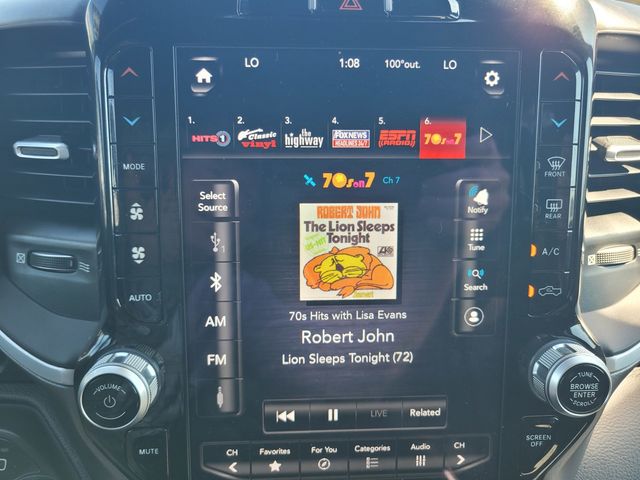 LO 1:08 100°out. LO
1. HITS 1 2. Classic vinyl 3. the highway 4. FOX NEWS HEADLINES 24/7 5. ESPN RADIO 6. 70s on 7
70s on 7 Ch 7
MODE
AUTO
VOLUME
MUTE
Select Source
1
AM
FM
ROBERT JOHN
The Lion Sleeps Tonight
70s Hits with Lisa Evans
Robert John
Lion Sleeps Tonight (72)
LIVE Related
CH Favorites For You Categories Audio CH
Notify
Tune
Search
FRONT
REAR
A/C
TUNE
BROWSE
ENTER
SCROLL
SCREEN OFF